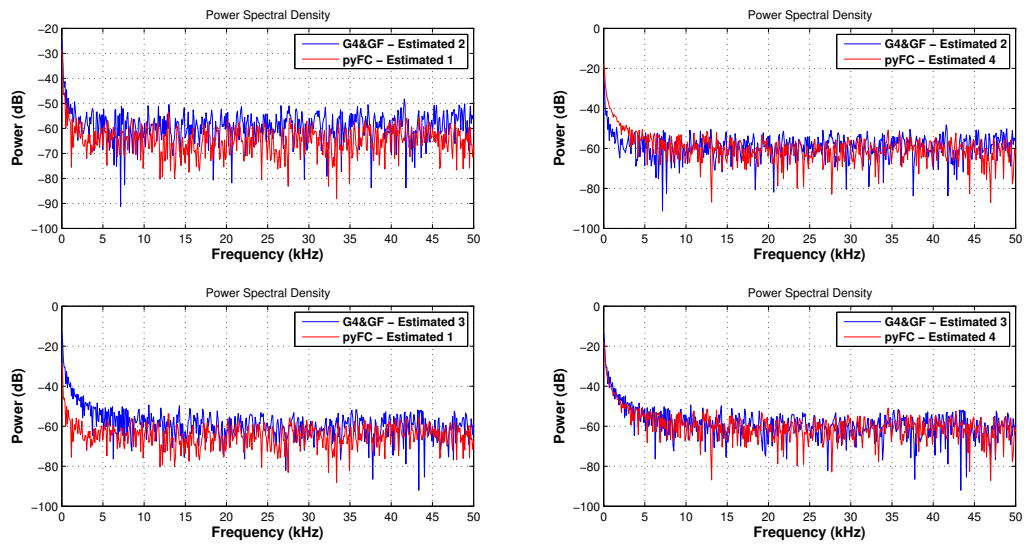 Power Spectral Density
Power (dB)
−20
−30
−40
−50
−60
−70
−80
−90
−100
G4&GF − Estimated 2
pyFC − Estimated 1
0 5 10 15 20 25 30 35 40 45 50
Frequency (kHz)
Power Spectral Density
Power (dB)
0
−20
−40
−60
−80
−100
G4&GF − Estimated 2
pyFC − Estimated 4
0 5 10 15 20 25 30 35 40 45 50
Frequency (kHz)
Power Spectral Density
Power (dB)
0
−20
−40
−60
−80
−100
G4&GF − Estimated 3
pyFC − Estimated 1
0 5 10 15 20 25 30 35 40 45 50
Frequency (kHz)
Power Spectral Density
Power (dB)
0
−20
−40
−60
−80
−100
G4&GF − Estimated 3
pyFC − Estimated 4
0 5 10 15 20 25 30 35 40 45 50
Frequency (kHz)